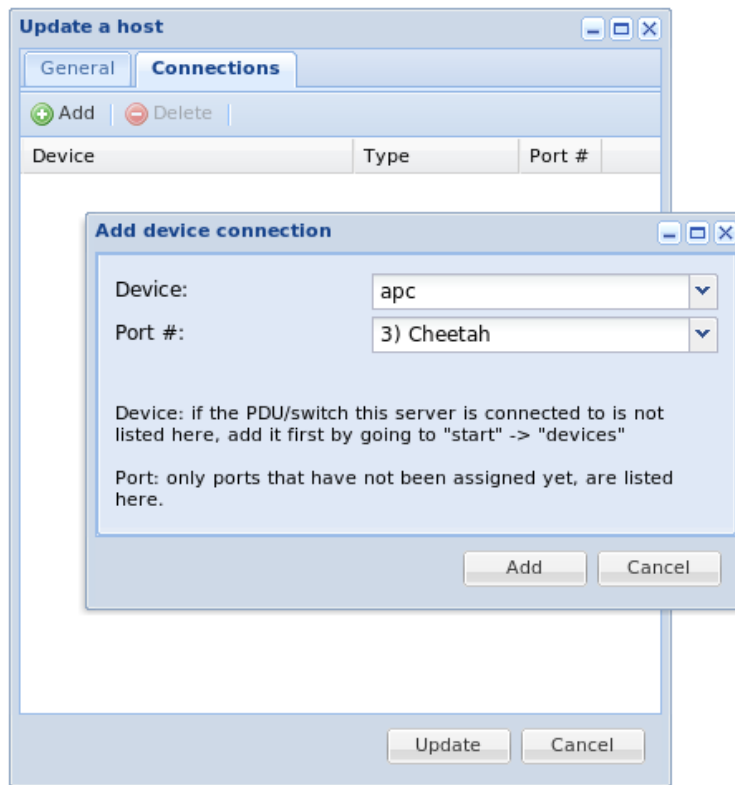 Update a host
General Connections
Add Delete
Device Type Port #
Add device connection
Device: apc
Port #: 3) Cheetah
Device: if the PDU/switch this server is connected to is not
listed here, add it first by going to "start" -> "devices"
Port: only ports that have not been assigned yet, are listed
here.
Add Cancel
Update Cancel